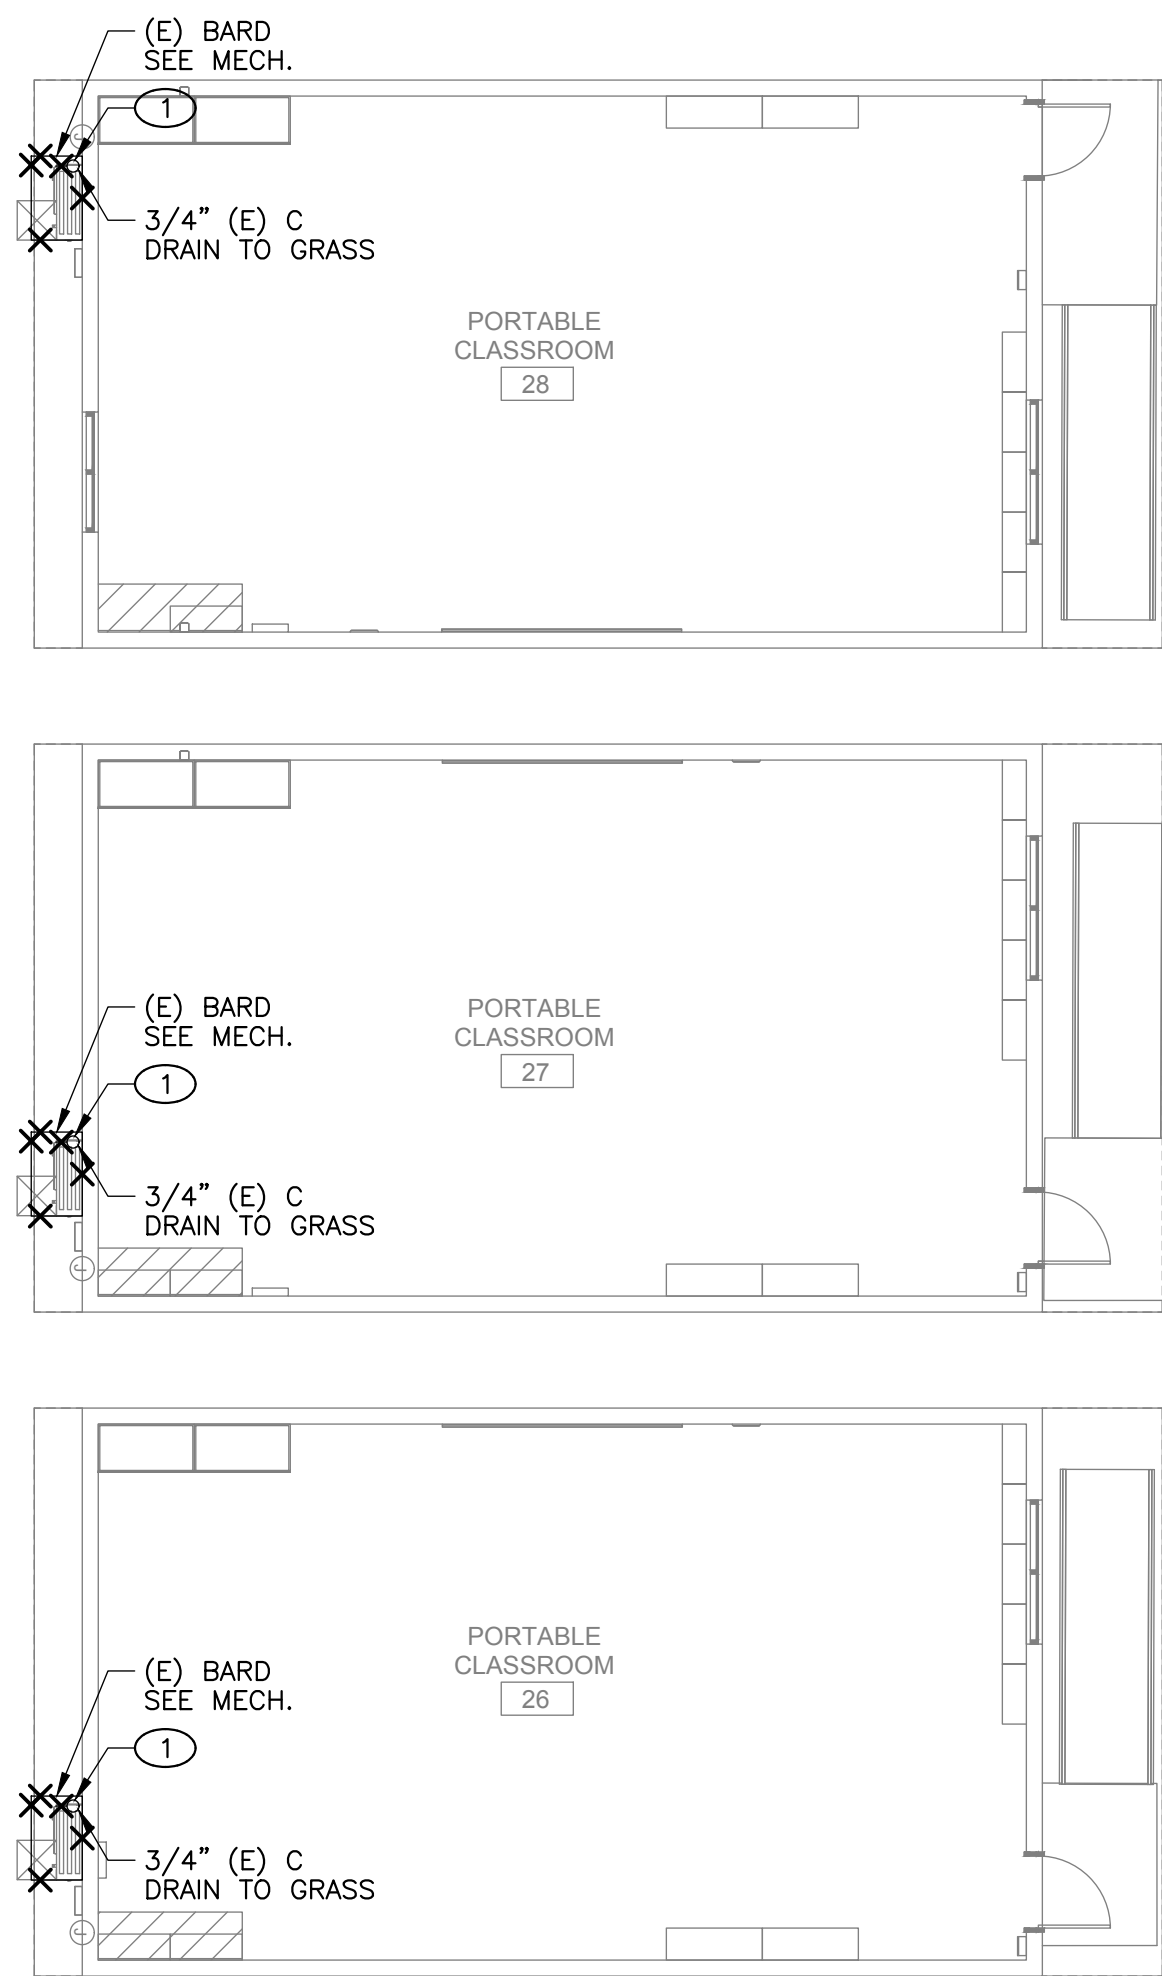 (E) BARD
SEE MECH.
1
J
3/4" (E) C
DRAIN TO GRASS
PORTABLE
CLASSROOM
28
(E) BARD
SEE MECH.
1
PORTABLE
CLASSROOM
27
3/4" (E) C
DRAIN TO GRASS
J
(E) BARD
SEE MECH.
1
PORTABLE
CLASSROOM
26
3/4" (E) C
DRAIN TO GRASS
J